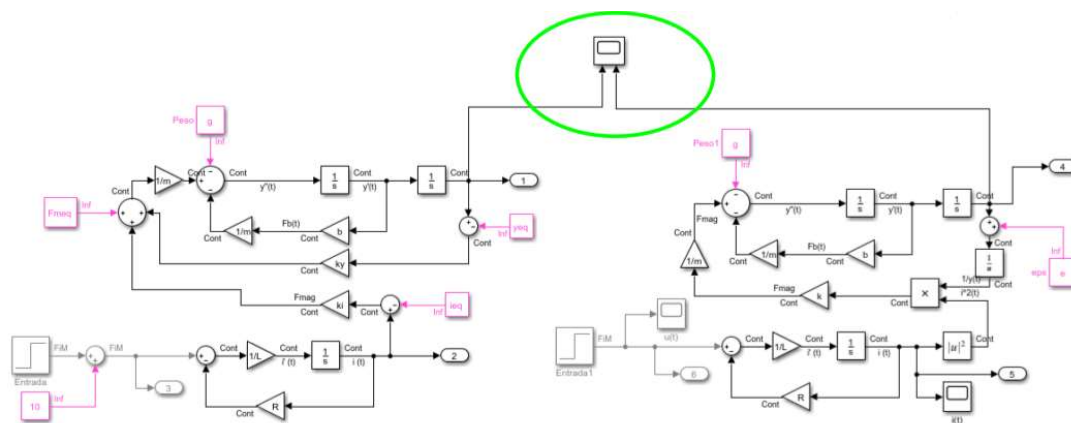 Peso
g
Inf
Cont
1/m
Cont
Cont
y''(t)
1/s
Cont
y'(t)
1/s
Cont
1
Fmeq
Inf
Cont
Fb(t)
1/m
Cont
b
Cont
yeq
Inf
Cont
ky
Cont
Fmag
ki
Cont
Cont
ieq
Inf
Entrada
FiM
FiM
10
Inf
3
Cont
1/L
Cont
i' (t)
1/s
Cont
i (t)
2
R
Cont
Peso1
g
Inf
Cont
y''(t)
1/s
Cont
y'(t)
1/s
Cont
4
Fmag
Cont
1/m
Fb(t)
1/m
Cont
b
Cont
Cont
Inf
eps
e
1/u
1/y(t)
i^2(t)
Fmag
k
Cont
×
Cont
Entrada1
FiM
u(t)
6
1/L
Cont
i' (t)
1/s
Cont
i (t)
|u|²
Cont
5
R
Cont
i(t)